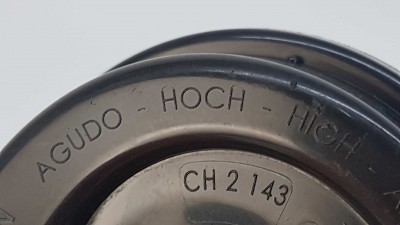 AGUDO - HOCH - HIGH -
CH 2 143